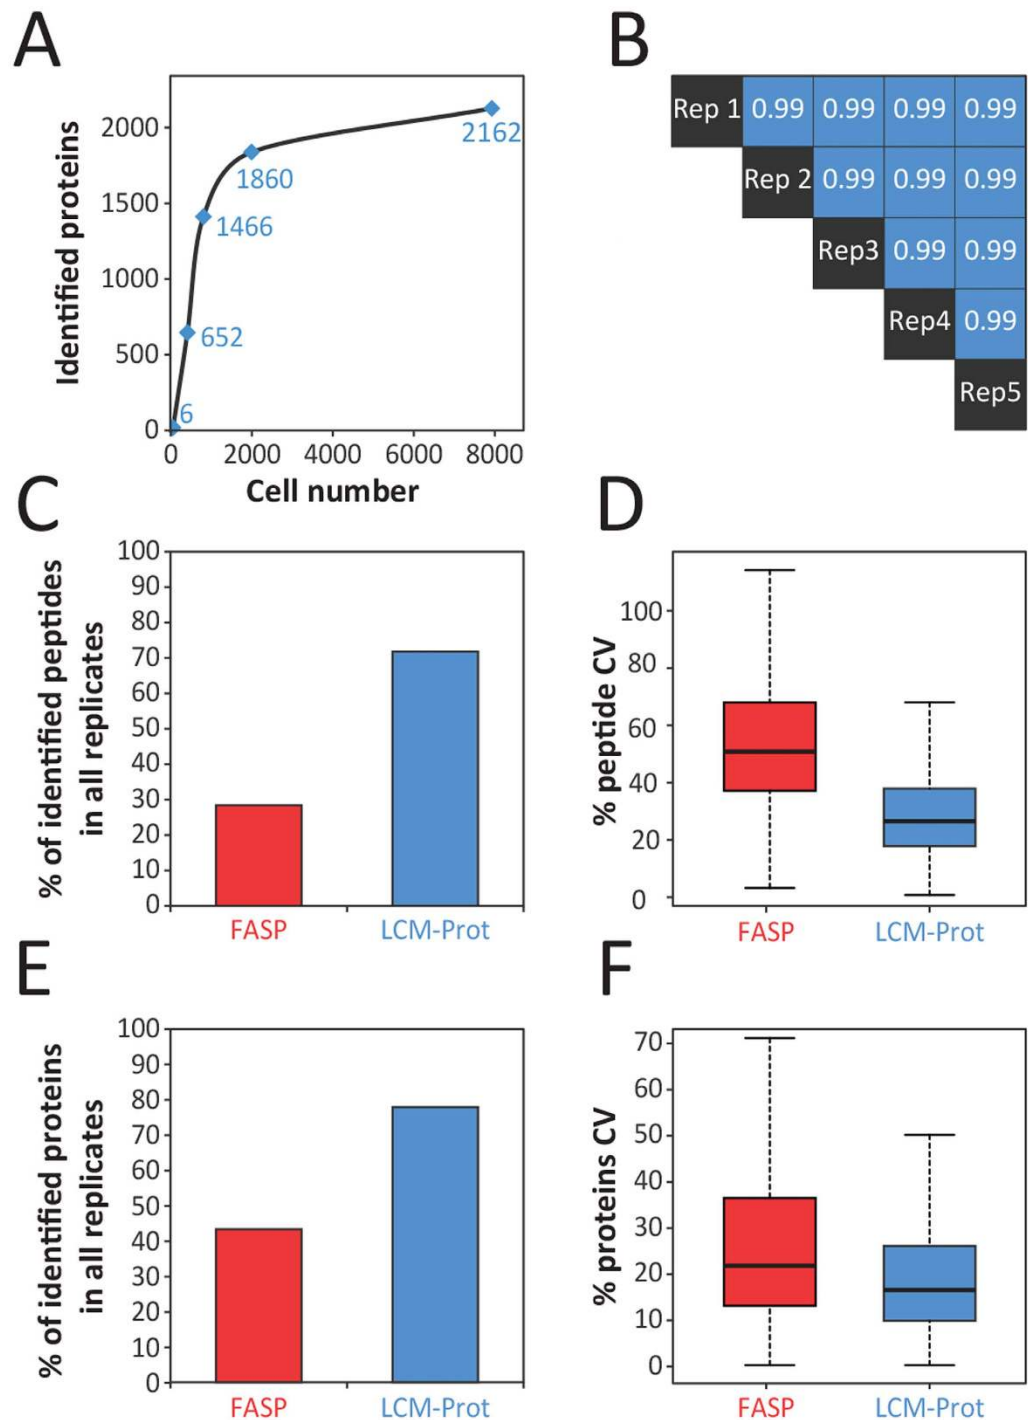 A
Identified proteins
2000
1500
1000
500
0
2162
1860
1466
652
6
0 2000 4000 6000 8000
Cell number
B
Rep 1 0.99 0.99 0.99 0.99
Rep 2 0.99 0.99 0.99
Rep3 0.99 0.99
Rep4 0.99
Rep5
C
% of identified peptides
in all replicates
100
90
80
70
60
50
40
30
20
10
0
FASP LCM-Prot
D
% peptide CV
100
80
60
40
20
0
FASP LCM-Prot
E
% of identified proteins
in all replicates
100
90
80
70
60
50
40
30
20
10
0
FASP LCM-Prot
F
% proteins CV
70
60
50
40
30
20
10
0
FASP LCM-Prot